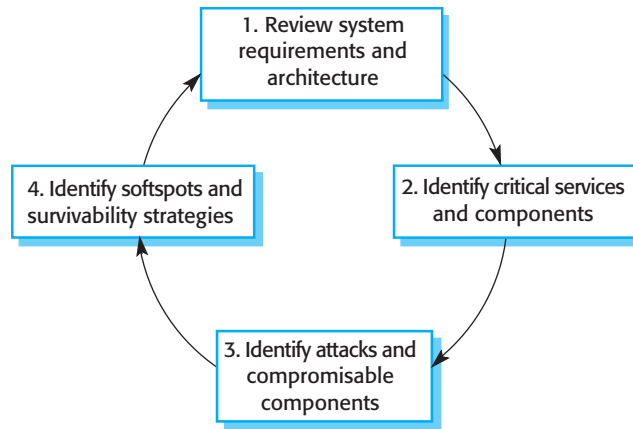 1. Review system
requirements and
architecture
2. Identify critical services
and components
3. Identify attacks and
compromisable
components
4. Identify softspots and
survivability strategies